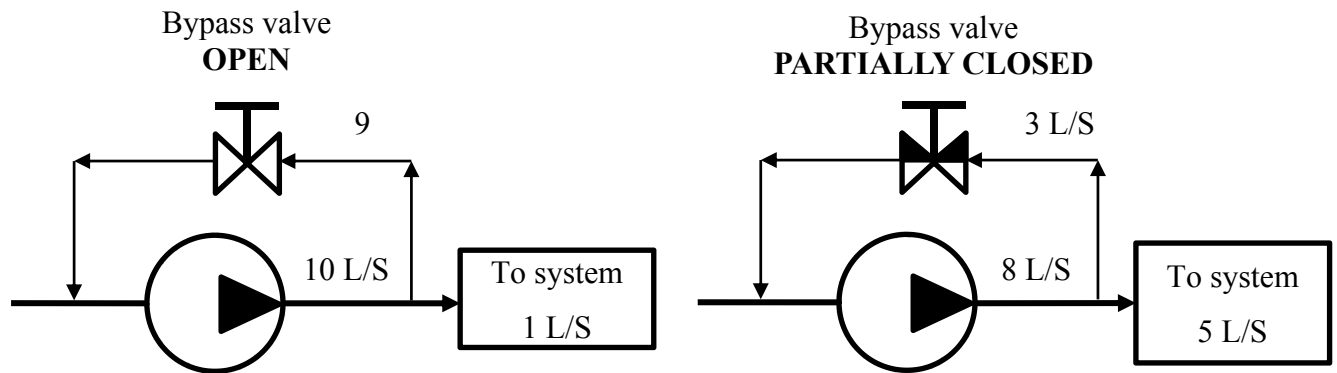 Bypass valve
OPEN
9
10 L/S
To system
1 L/S
Bypass valve
PARTIALLY CLOSED
3 L/S
8 L/S
To system
5 L/S